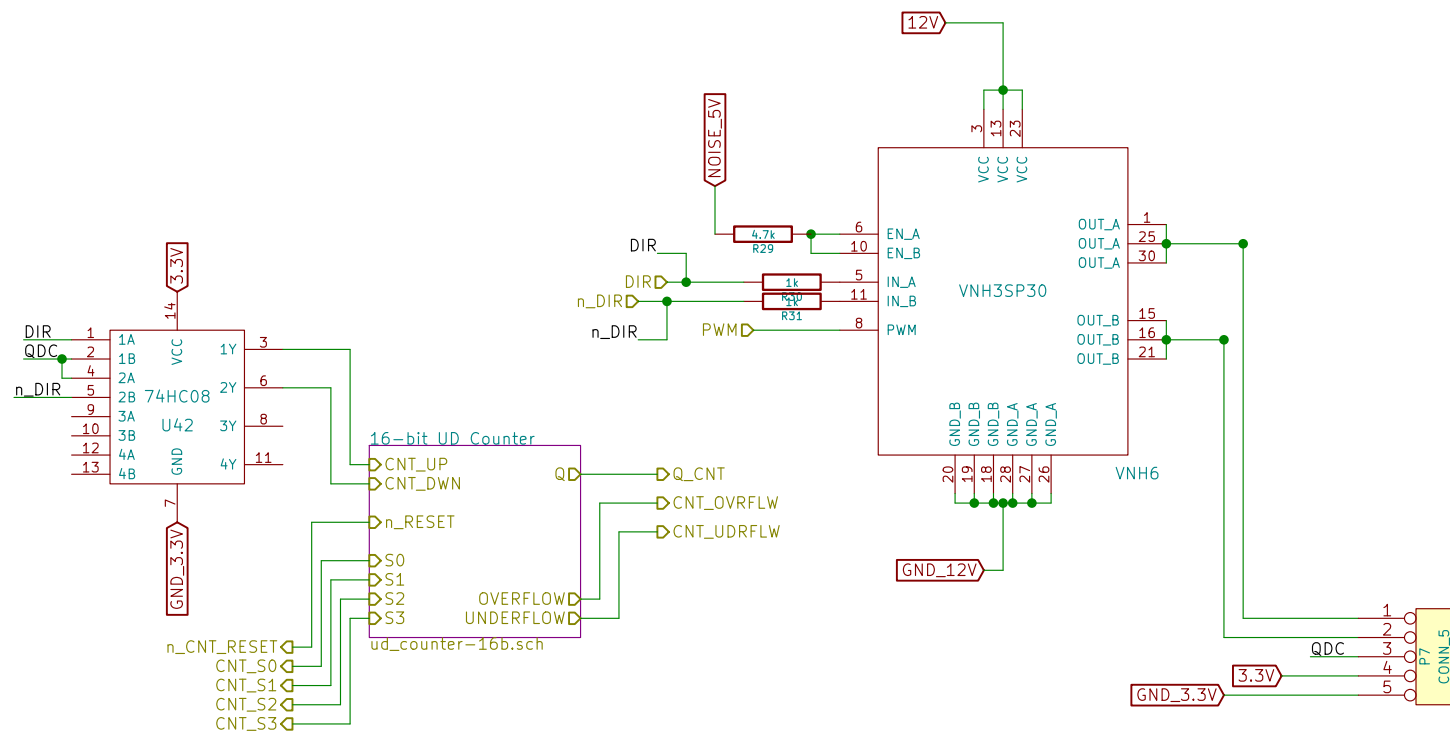 12V
3
13
23
VCC
VCC
VCC
NOISE_5V
4.7k
R29
6
EN_A
10
EN_B
DIR
DIR
1k
R30
5
IN_A
n_DIR
1k
R31
11
IN_B
n_DIR
PWM
8
PWM
VNH3SP30
OUT_A
1
OUT_A
25
OUT_A
30
OUT_B
15
OUT_B
16
OUT_B
21
GND_B
GND_B
GND_B
GND_A
GND_A
GND_A
20
19
18
28
27
26
VNH6
GND_12V
3.3V
14
VCC
DIR
1
1A
QDC
2
1B
4
2A
n_DIR
5
2B
9
3A
10
3B
12
4A
13
4B
74HC08
U42
1Y
3
2Y
6
3Y
8
4Y
11
GND
7
GND_3.3V
16-bit UD Counter
CNT_UP
CNT_DWN
n_RESET
S0
S1
S2
S3
Q
OVERFLOW
UNDERFLOW
ud_counter-16b.sch
Q_CNT
CNT_OVRFLW
CNT_UDRFLW
n_CNT_RESET
CNT_S0
CNT_S1
CNT_S2
CNT_S3
1
2
QDC
3
3.3V
4
GND_3.3V
5
P7
CONN_5